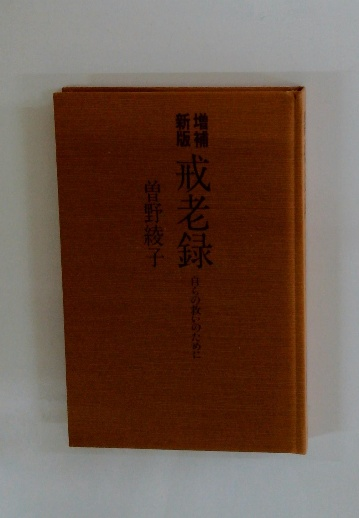 増補
新版
戒老録
自らの救いのために
曽野綾子